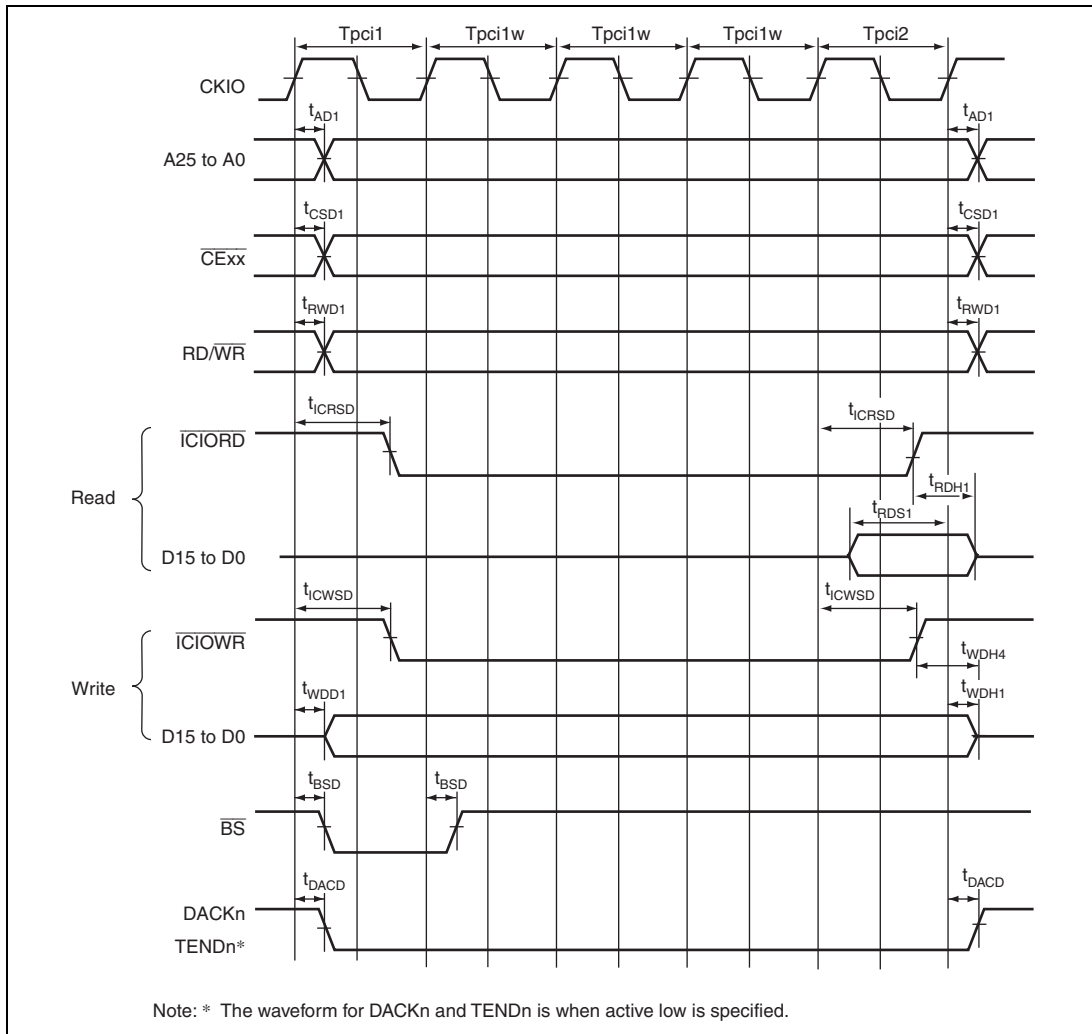 Tpci1 Tpci1w Tpci1w Tpci1w Tpci2
CKIO
tAD1 tAD1
A25 to A0
tCSD1 tCSD1
CExx
tRWD1 tRWD1
RD/WR
tICRSD tICRSD
ICIORD
tRDH1
Read
tRDS1
D15 to D0
tICWSD tICWSD
ICIOWR
tWDH4
Write
tWDD1 tWDH1
D15 to D0
tBSD tBSD
BS
tDACD tDACD
DACKn
TENDn*
Note: * The waveform for DACKn and TENDn is when active low is specified.